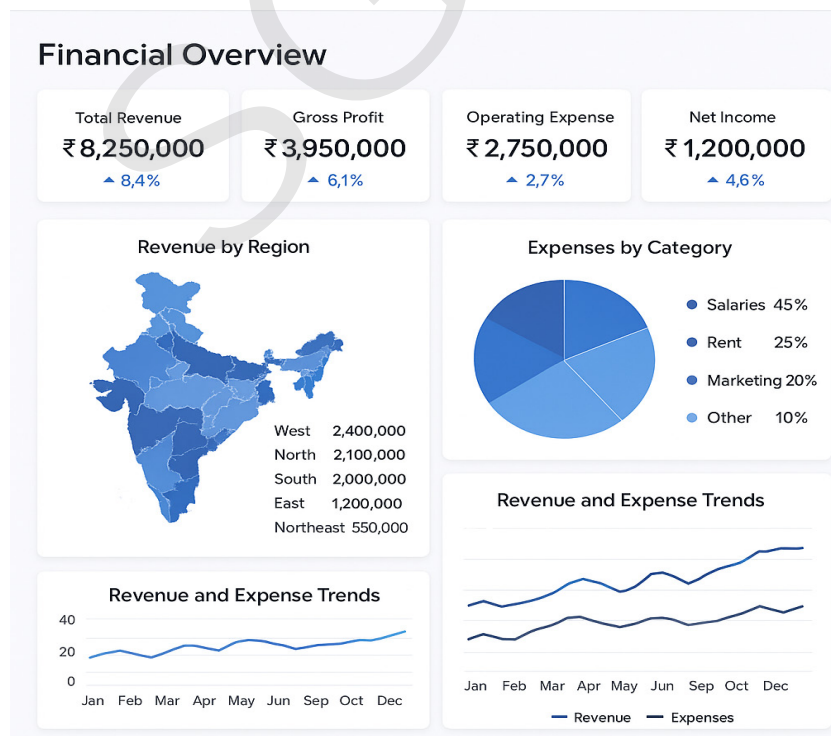 Financial Overview
Total Revenue
₹8,250,000
8,4%
Gross Profit
₹3,950,000
6,1%
Operating Expense
₹2,750,000
2,7%
Net Income
₹1,200,000
4,6%
Revenue by Region
West 2,400,000
North 2,100,000
South 2,000,000
East 1,200,000
Northeast 550,000
Expenses by Category
Salaries 45%
Rent 25%
Marketing 20%
Other 10%
Revenue and Expense Trends
40
20
0
Jan Feb Mar Apr May Jun Sep Oct Dec
Revenue and Expense Trends
Jan Feb Mar Apr May Jun Sep Oct Dec
Revenue Expenses